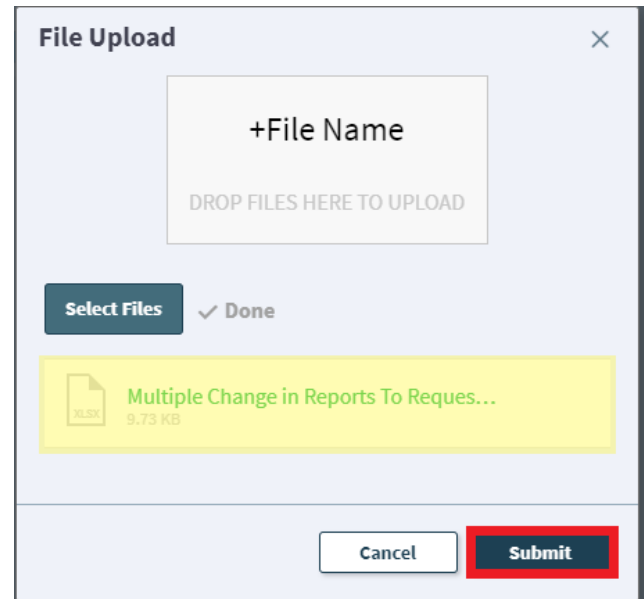 File Upload
+File Name
DROP FILES HERE TO UPLOAD
Select Files
Done
XLSX
Multiple Change in Reports To Reques...
9.73 KB
Cancel
Submit